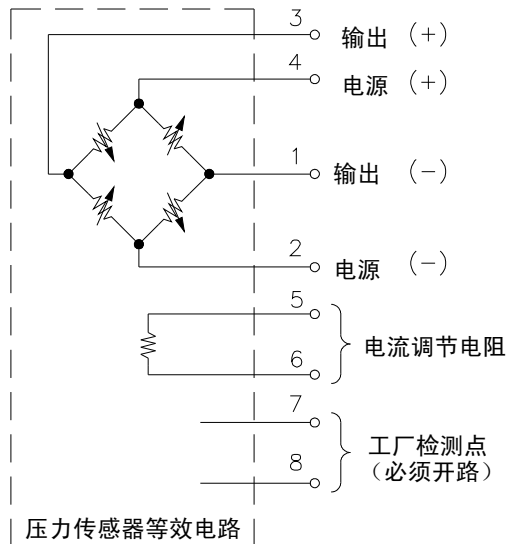 3 输出 (+)
4 电源 (+)
1 输出 (-)
2 电源 (-)
5
电流调节电阻
6
7
工厂检测点
8 (必须开路)
压力传感器等效电路